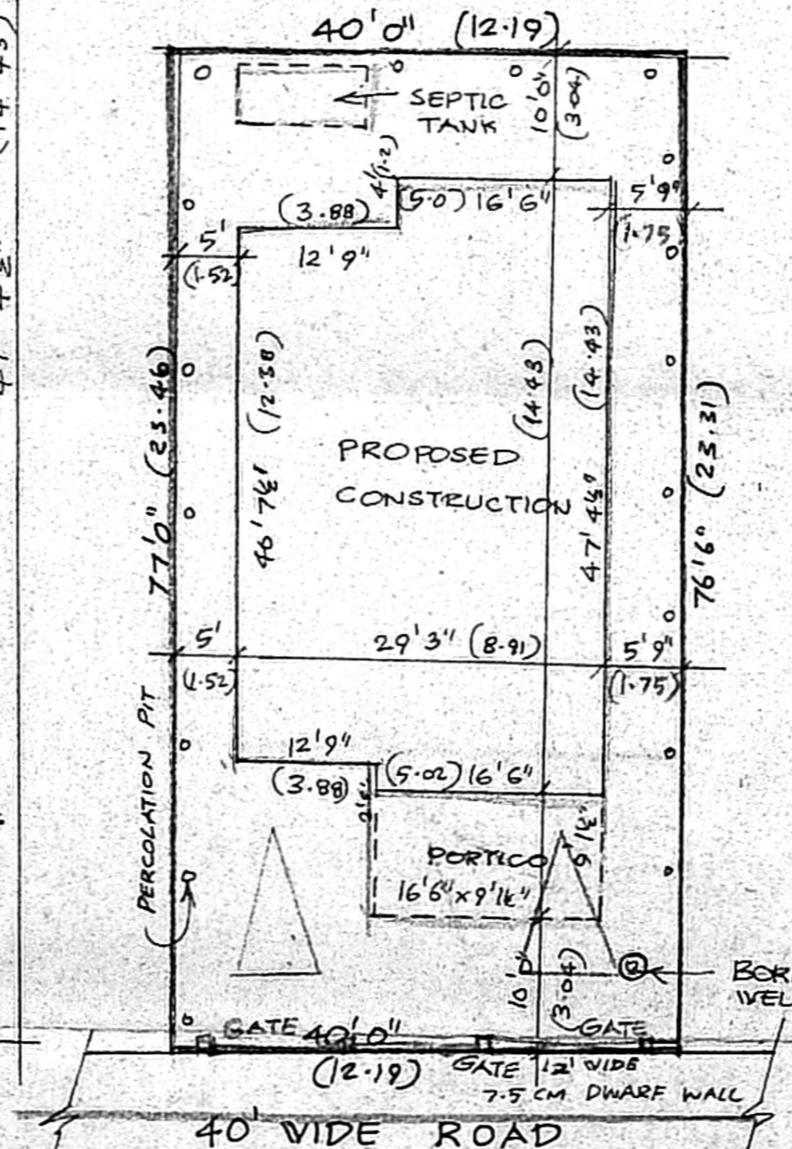 40'0" (12.19)
SEPTIC
TANK
10'0"
(3.04)
4'(1.2)
(3.88)
12'9"
(5.0) 16'6"
5'9"
(1.75)
5'
(1.52)
77'0" (23.46)
46'7½" (12.38)
(14.43)
(14.43)
47'4½"
76'6" (23.31)
PROPOSED
CONSTRUCTION
5'
(1.52)
29'3" (8.91)
5'9"
(1.75)
12'9"
(3.88)
(5.02) 16'6"
PERCOLATION PIT
PORTICO
16'6" x 9'1½"
9'1½"
10'
(3.04)
BOR
WEL
GATE
40'0"
GATE
(12.19)
GATE 12' WIDE
7.5 CM DWARF WALL
40' WIDE ROAD